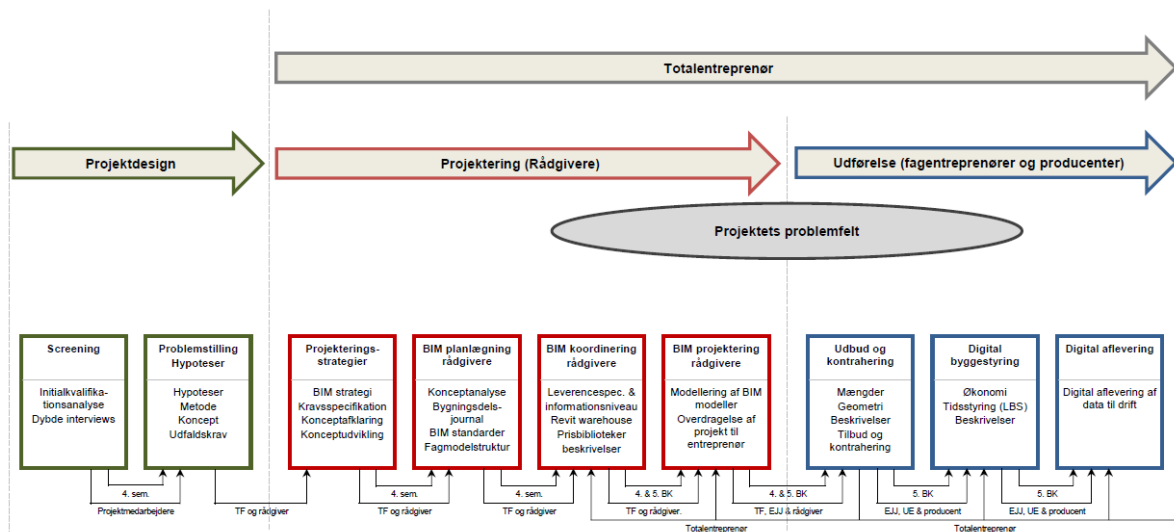 Totalentreprenør
Projektdesign
Projektering (Rådgivere)
Udførelse (fagentreprenører og producenter)
Projektets problemfelt
Screening
Initialkvalifika-
tionsanalyse
Dybde interviews
Problemstilling
Hypoteser
Hypoteser
Metode
Koncept
Udfaldskrav
Projekterings-
strategier
BIM strategi
Kravsspecifikation
Konceptafklaring
Konceptudvikling
BIM planlægning
rådgivere
Konceptanalyse
Bygningsdels-
journal
BIM standarder
Fagmodelstruktur
BIM koordinering
rådgivere
Leverencespec. &
informationsniveau
Revit warehouse
Prisbiblioteker
beskrivelser
BIM projektering
rådgivere
Modellering af BIM
modeller
Overdragelse af
projekt til
entreprenør
Udbud og
kontrahering
Mængder
Geometri
Beskrivelser
Tilbud og
kontrahering
Digital
byggestyring
Økonomi
Tidsstyring (LBS)
Beskrivelser
Digital aflevering
Digital aflevering af
data til drift
4. sem.
4. sem.
4. sem.
4. & 5. BK
4. & 5. BK
5. BK
5. BK
Projektmedarbejdere
TF og rådgiver
TF og rådgiver
TF og rådgiver
TF og rådgiver
TF og rådgiver.
TF, EJJ & rådgiver
EJJ, UE & producent
EJJ, UE & producent
Totalentreprenør
Totalentreprenør